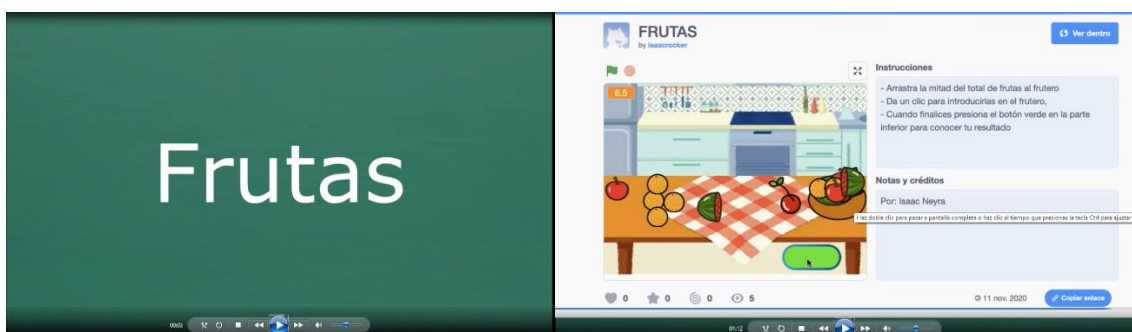 Frutas
00:03
FRUTAS
by isaacrocker
Ver dentro
Instrucciones
6.5
- Arrastra la mitad del total de frutas al frutero
- Da un clic para introducirlas en el frutero,
- Cuando finalices presiona el botón verde en la parte
inferior para conocer tu resultado
Notas y créditos
Por: Isaac Neyra
Haz doble clic para pasar a pantalla completa o haz clic al tiempo que presionas la tecla Ctrl para ajustar
0 0 0 5
© 11 nov. 2020
Copiar enlace
01:12